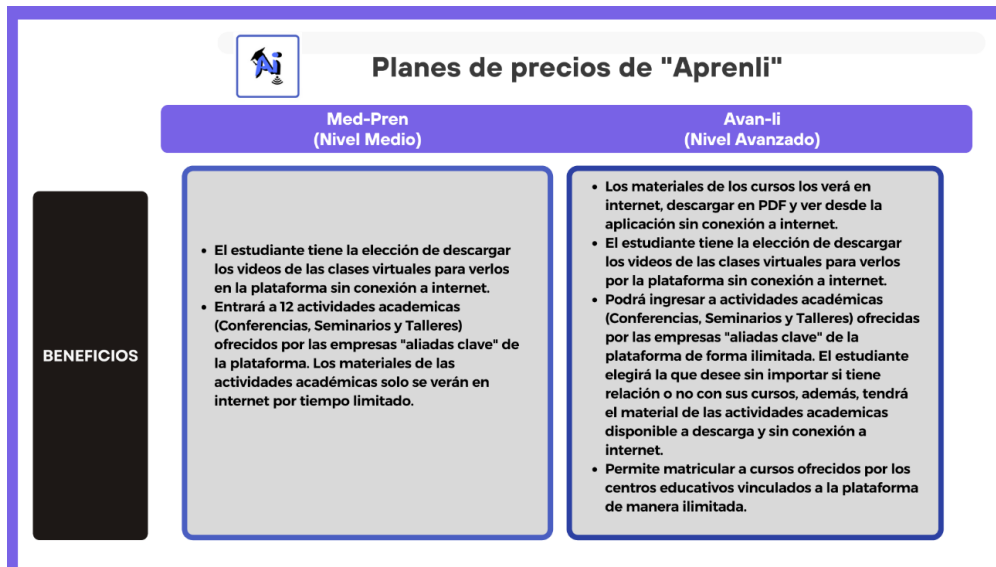 Ai
Planes de precios de "Aprenli"
Med-Pren
(Nivel Medio)
Avan-li
(Nivel Avanzado)
BENEFICIOS
• El estudiante tiene la elección de descargar
los videos de las clases virtuales para verlos
en la plataforma sin conexión a internet.
• Entrará a 12 actividades academicas
(Conferencias, Seminarios y Talleres)
ofrecidos por las empresas "aliadas clave" de
la plataforma. Los materiales de las
actividades académicas solo se verán en
internet por tiempo limitado.
• Los materiales de los cursos los verá en
internet, descargar en PDF y ver desde la
aplicación sin conexión a internet.
• El estudiante tiene la elección de descargar
los videos de las clases virtuales para verlos
por la plataforma sin conexión a internet.
• Podrá ingresar a actividades académicas
(Conferencias, Seminarios y Talleres) ofrecidas
por las empresas "aliadas clave" de la
plataforma de forma ilimitada. El estudiante
elegirá la que desee sin importar si tiene
relación o no con sus cursos, además, tendrá
el material de las actividades academicas
disponible a descarga y sin conexión a
internet.
• Permite matricular a cursos ofrecidos por los
centros educativos vinculados a la plataforma
de manera ilimitada.